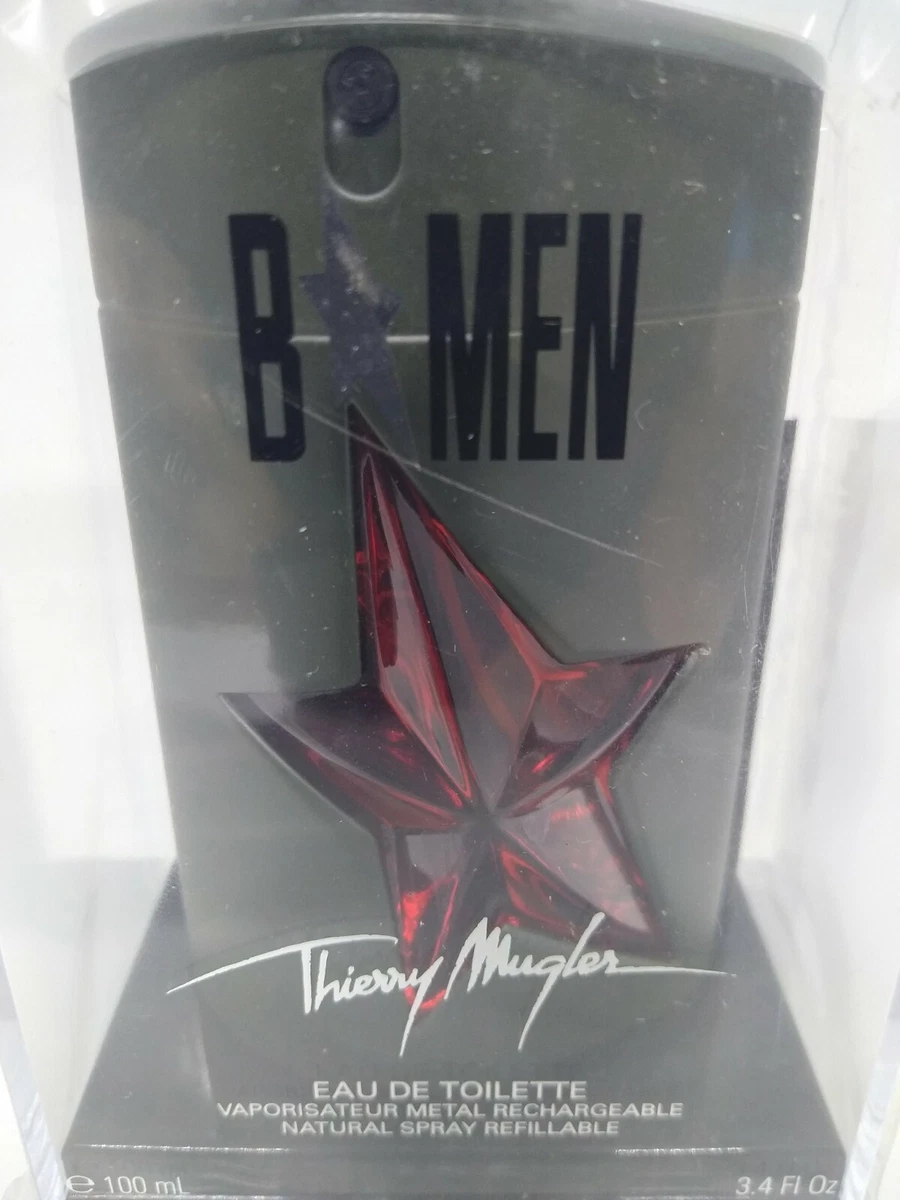 B MEN
Thierry Mugler
EAU DE TOILETTE
VAPORISATEUR METAL RECHARGEABLE
NATURAL SPRAY REFILLABLE
℮ 100 mL 3.4 Fl Oz